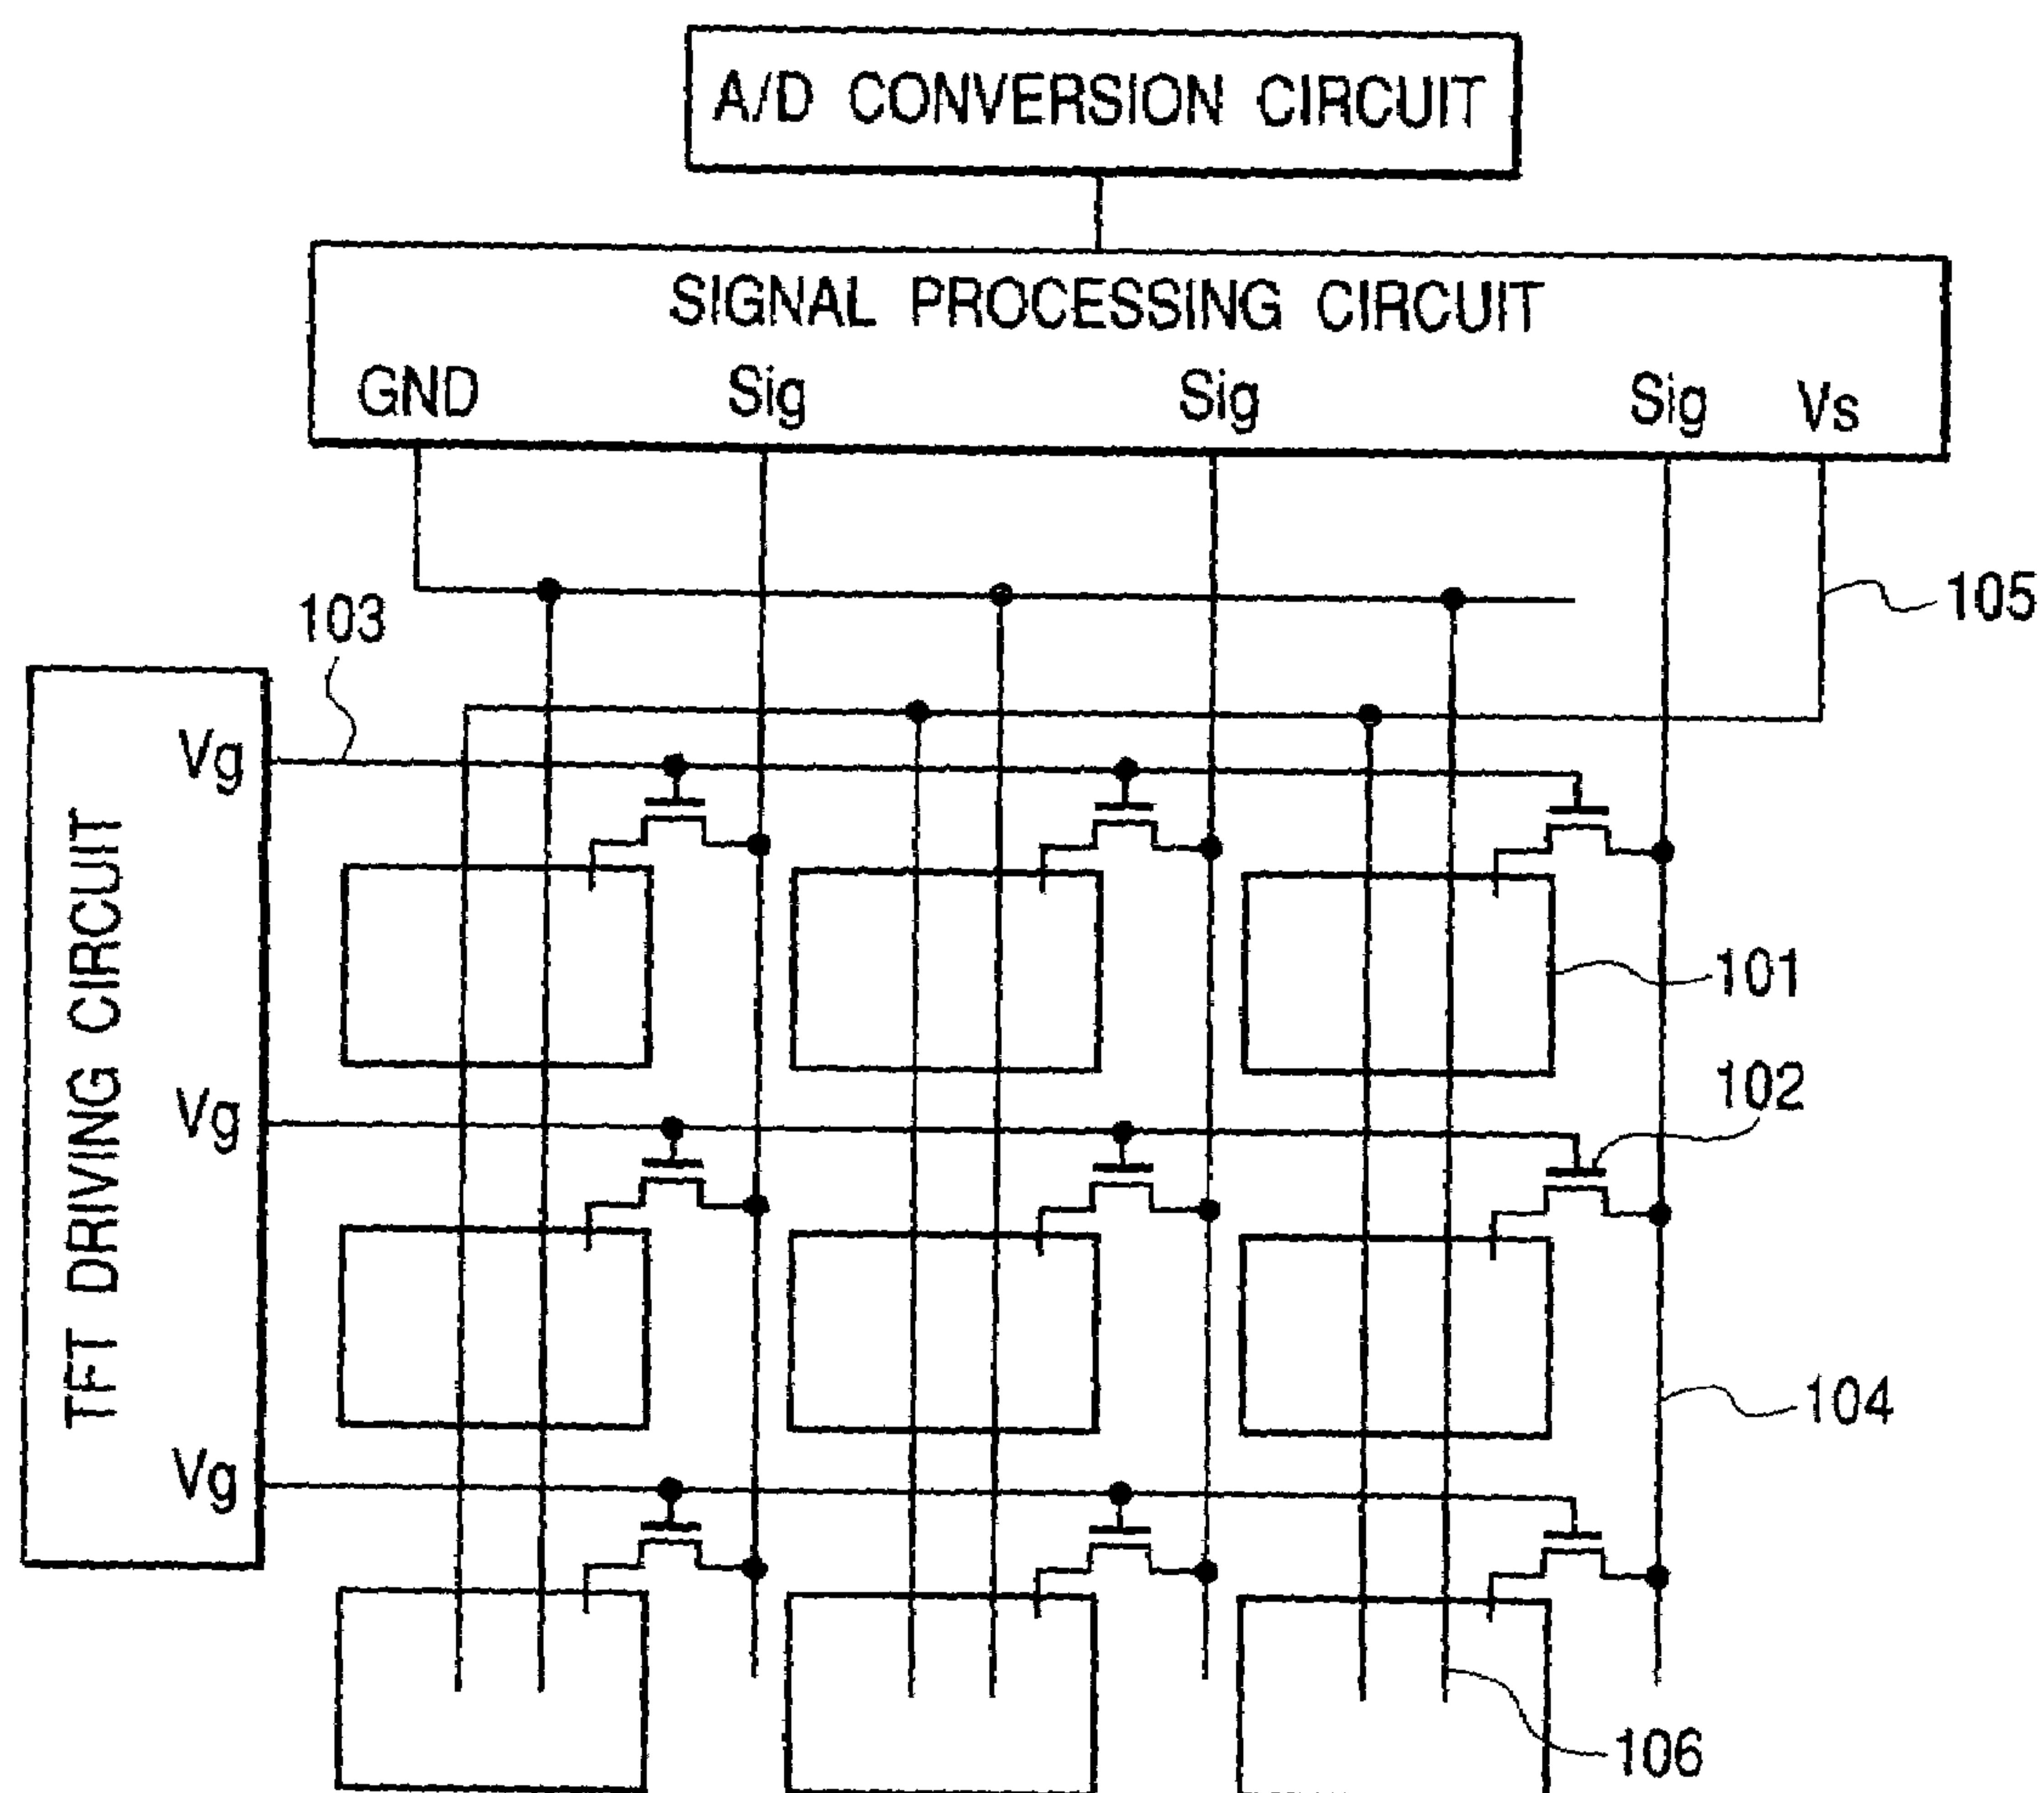 A/D CONVERSION CIRCUIT
SIGNAL PROCESSING CIRCUIT
GND Sig Sig Sig Vs
103
105
Vg
TFT DRIVING CIRCUIT
101
102
Vg
104
Vg
106